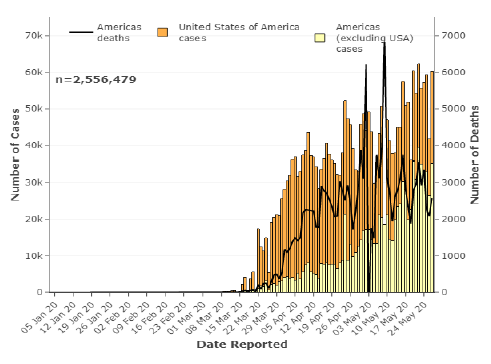 Americas deaths
United States of America cases
Americas (excluding USA) cases
n=2,556,479
Number of Cases
70k
60k
50k
40k
30k
20k
10k
0
7000
6000
5000
4000
3000
2000
1000
0
Number of Deaths
05 Jan 20
12 Jan 20
19 Jan 20
26 Jan 20
02 Feb 20
09 Feb 20
16 Feb 20
23 Feb 20
01 Mar 20
08 Mar 20
15 Mar 20
22 Mar 20
29 Mar 20
05 Apr 20
12 Apr 20
19 Apr 20
26 Apr 20
03 May 20
10 May 20
17 May 20
24 May 20
Date Reported